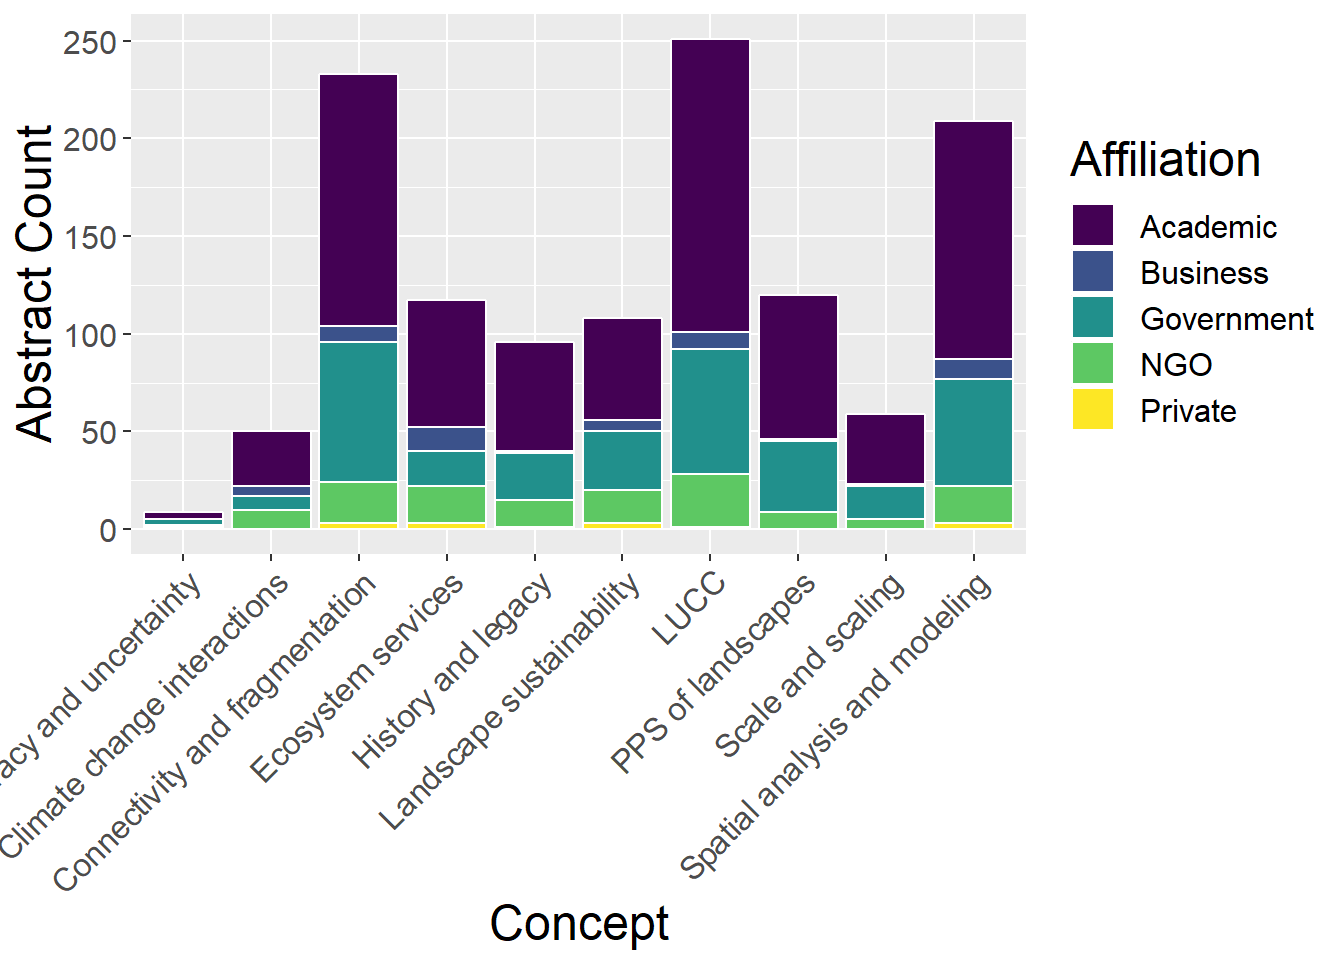 Abstract Count
250
200
150
100
50
0
and uncertainty
Climate change interactions
Connectivity and fragmentation
Ecosystem services
History and legacy
Landscape sustainability
LUCC
PPS of landscapes
Scale and scaling
Spatial analysis and modeling
Concept
Affiliation
Academic
Business
Government
NGO
Private